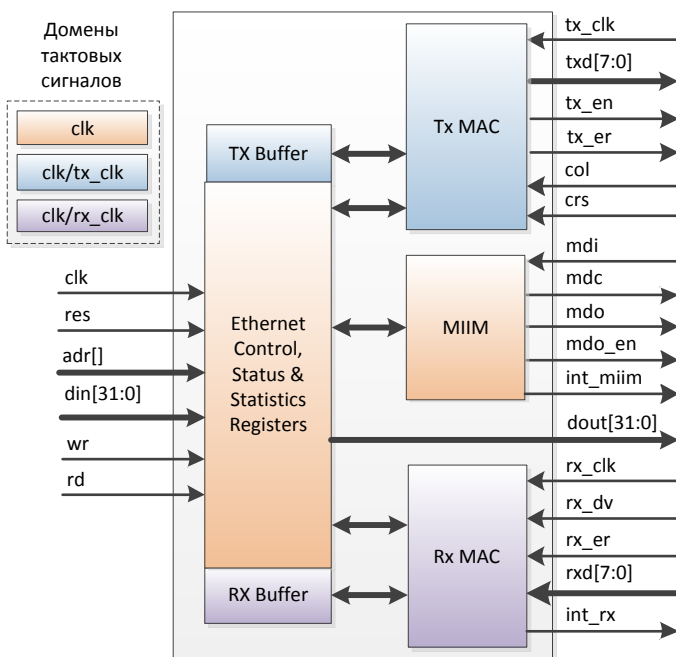 Домены
тактовых
сигналов
clk
clk/tx_clk
clk/rx_clk
clk
res
adr[]
din[31:0]
wr
rd
TX Buffer
Ethernet
Control,
Status &
Statistics
Registers
RX Buffer
Tx MAC
MIIM
Rx MAC
tx_clk
txd[7:0]
tx_en
tx_er
col
crs
mdi
mdc
mdo
mdo_en
int_miim
dout[31:0]
rx_clk
rx_dv
rx_er
rxd[7:0]
int_rx